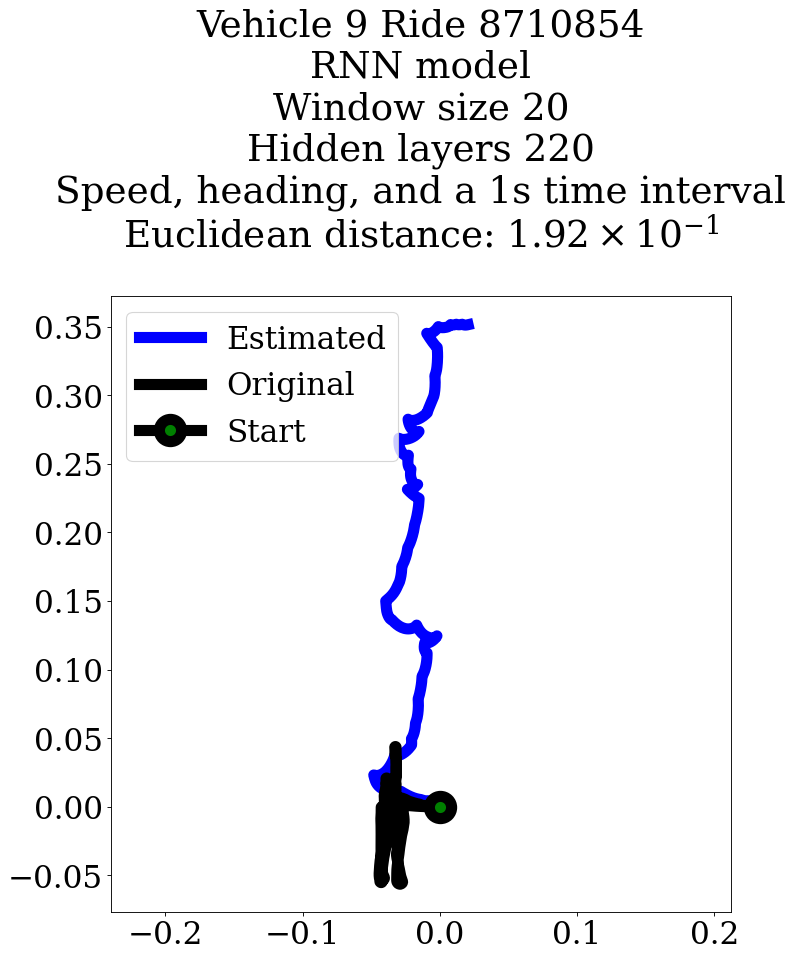 Vehicle 9 Ride 8710854
RNN model
Window size 20
Hidden layers 220
Speed, heading, and a 1s time interval
Euclidean distance: 1.92 × 10⁻¹
Estimated
Original
Start
0.35
0.30
0.25
0.20
0.15
0.10
0.05
0.00
−0.05
−0.2 −0.1 0.0 0.1 0.2